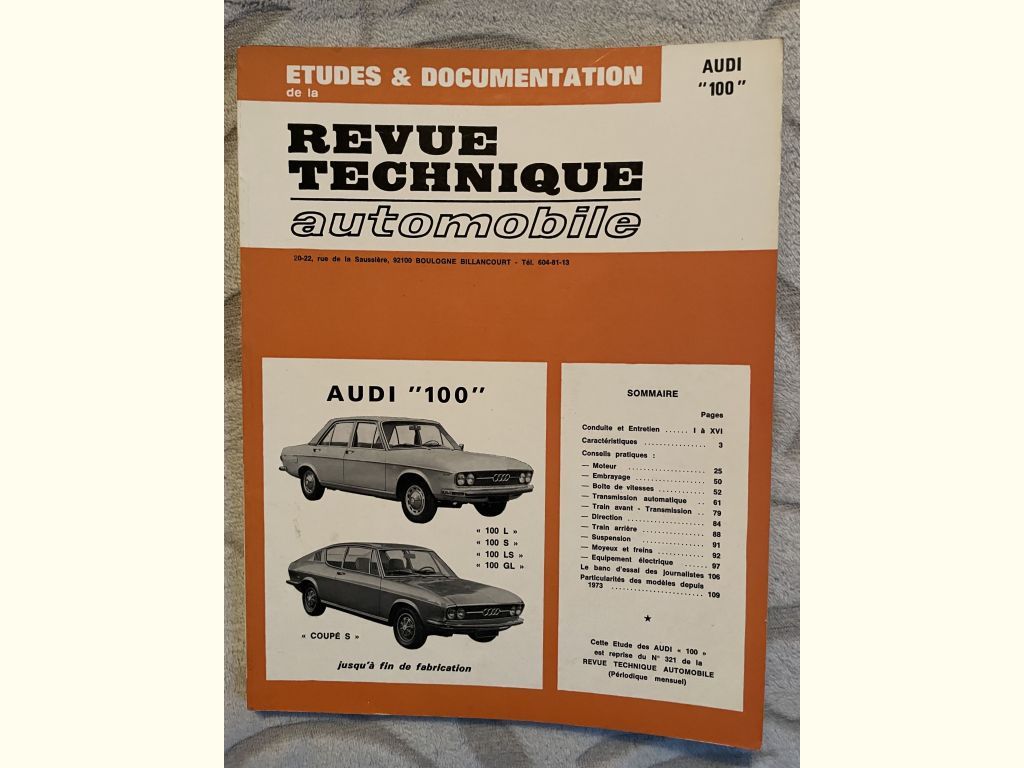 ETUDES & DOCUMENTATION
de la
AUDI
"100"
REVUE
TECHNIQUE
automobile
20-22, rue de la Saussière, 92100 BOULOGNE BILLANCOURT - Tél. 604-81-13
AUDI "100"
« 100 L »
« 100 S »
« 100 LS »
« 100 GL »
« COUPÉ S »
jusqu'à fin de fabrication
SOMMAIRE
Pages
Conduite et Entretien ...... I à XVI
Caractéristiques ................ 3
Conseils pratiques :
— Moteur .................... 25
— Embrayage ................. 50
— Boîte de vitesses ............ 52
— Transmission automatique .. 61
— Train avant - Transmission .. 79
— Direction .................. 84
— Train arrière ................ 88
— Suspension ................. 91
— Moyeux et freins ............ 92
— Equipement électrique ...... 97
Le banc d'essai des journalistes 106
Particularités des modèles depuis
1973 ...................... 109
★
Cette Etude des AUDI « 100 »
est reprise du N° 321 de la
REVUE TECHNIQUE AUTOMOBILE
(Périodique mensuel)